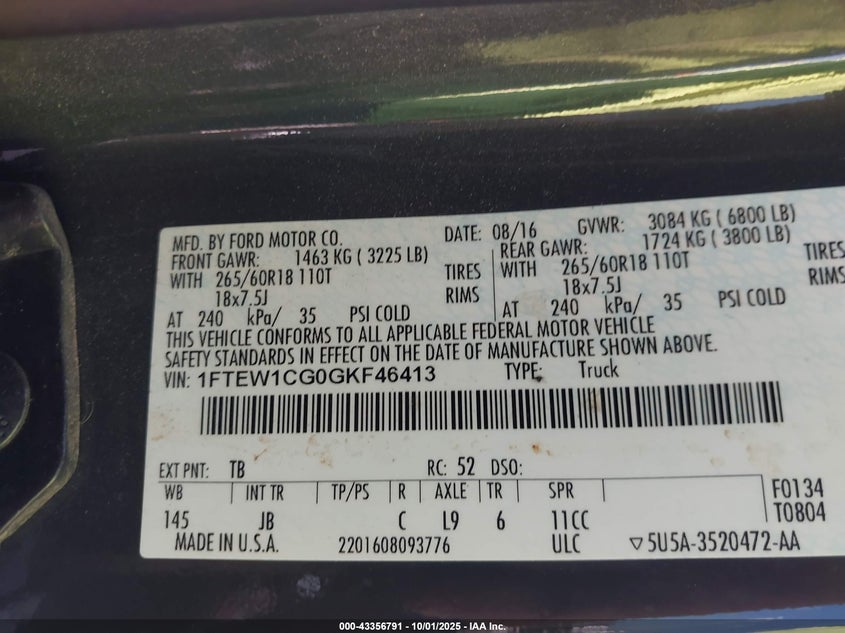 MFD. BY FORD MOTOR CO. DATE: 08/16 GVWR: 3084 KG ( 6800 LB)
FRONT GAWR: 1463 KG ( 3225 LB) REAR GAWR: 1724 KG ( 3800 LB)
WITH 265/60R18 110T TIRES WITH 265/60R18 110T TIRES
18x7.5J RIMS 18x7.5J RIMS
AT 240 kPa/ 35 PSI COLD AT 240 kPa/ 35 PSI COLD
THIS VEHICLE CONFORMS TO ALL APPLICABLE FEDERAL MOTOR VEHICLE
SAFETY STANDARDS IN EFFECT ON THE DATE OF MANUFACTURE SHOWN ABOVE.
VIN: 1FTEW1CG0GKF46413 TYPE: Truck
EXT PNT: TB RC: 52 DSO:
WB INT TR TP/PS R AXLE TR SPR F0134
145 JB C L9 6 11CC T0804
MADE IN U.S.A. 2201608093776 ULC ▽5U5A-3520472-AA
000-43356791 - 10/01/2025 - IAA Inc.